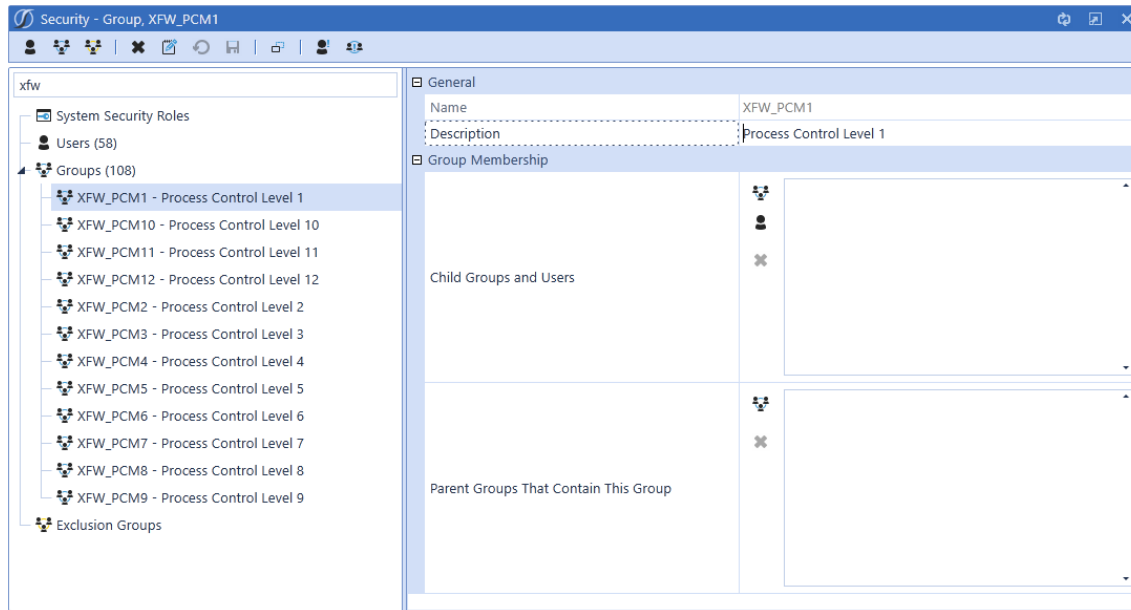 Security - Group, XFW_PCM1
xfw
System Security Roles
Users (58)
Groups (108)
XFW_PCM1 - Process Control Level 1
XFW_PCM10 - Process Control Level 10
XFW_PCM11 - Process Control Level 11
XFW_PCM12 - Process Control Level 12
XFW_PCM2 - Process Control Level 2
XFW_PCM3 - Process Control Level 3
XFW_PCM4 - Process Control Level 4
XFW_PCM5 - Process Control Level 5
XFW_PCM6 - Process Control Level 6
XFW_PCM7 - Process Control Level 7
XFW_PCM8 - Process Control Level 8
XFW_PCM9 - Process Control Level 9
Exclusion Groups
General
Name XFW_PCM1
Description Process Control Level 1
Group Membership
Child Groups and Users
Parent Groups That Contain This Group